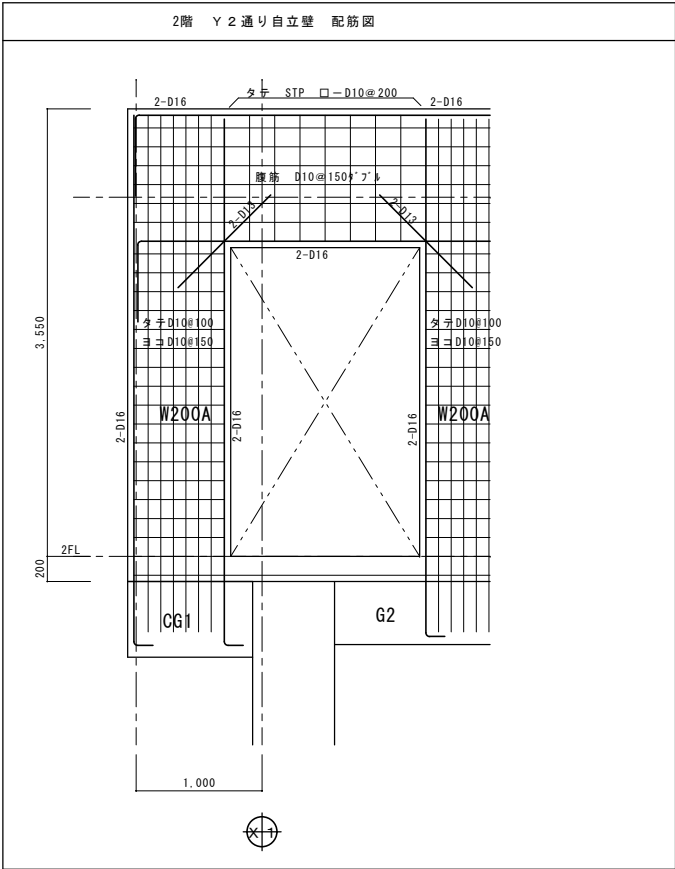 2階 Y2通り自立壁 配筋図
タテ STP ロ-D10@200
2-D16
2-D16
腹筋 D10@150ダブル
2-D13
2-D13
2-D16
3,550
タテD10@100
ヨコD10@150
タテD10@100
ヨコD10@150
W200A
W200A
2-D16
2-D16
2-D16
2FL
200
CG1
G2
1,000
X1